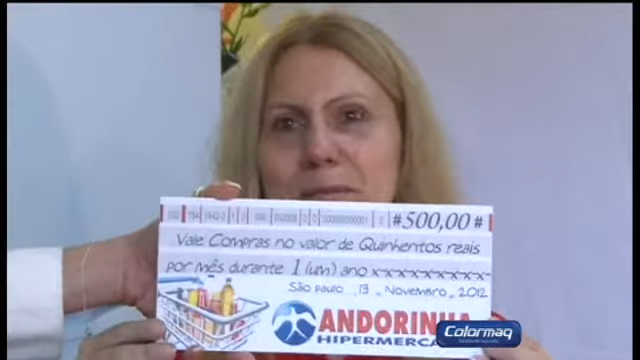 #500,00#
Vale Compras no valor de Quinhentos reais
por mês durante 1 (um) ano x-x-x-x-x-x-x-x-x
São Paulo, 13, Novembro, 2012
ANDORINHA
HIPERMERCA
Colormaq